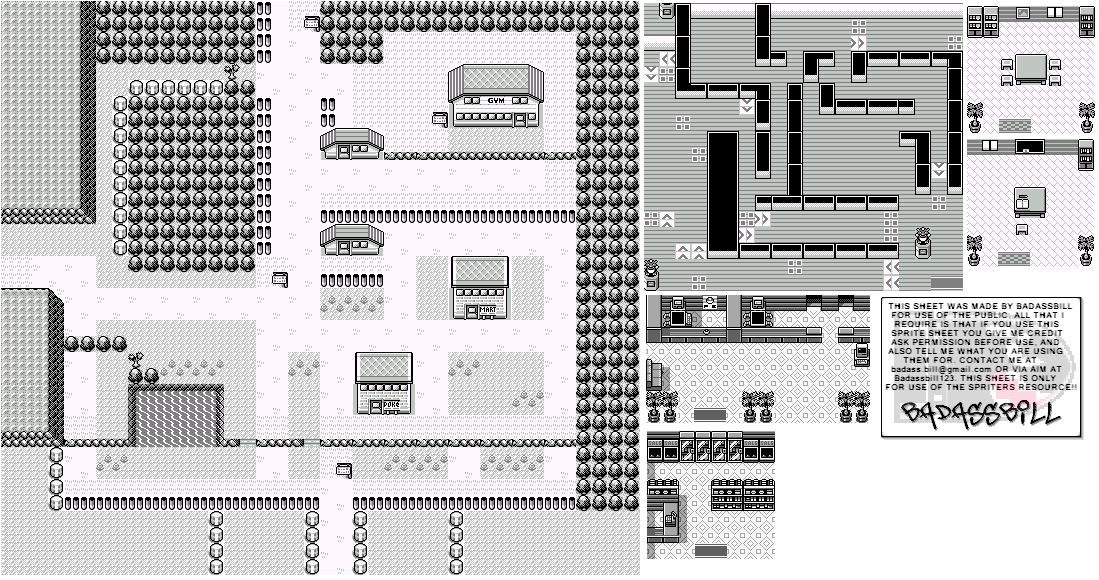 GYM
MART
POKé
THIS SHEET WAS MADE BY BADASSBILL
FOR USE OF THE PUBLIC. ALL THAT I
REQUIRE IS THAT IF YOU USE THIS
SPRITE SHEET YOU GIVE ME CREDIT
ASK PERMISSION BEFORE USE, AND
ALSO TELL ME WHAT YOU ARE USING
THEM FOR. CONTACT ME AT
badass.bill@gmail.com OR VIA AIM AT
Badassbill123. THIS SHEET IS ONLY
FOR USE OF THE SPRITERS RESOURCE!!
BADASSBILL